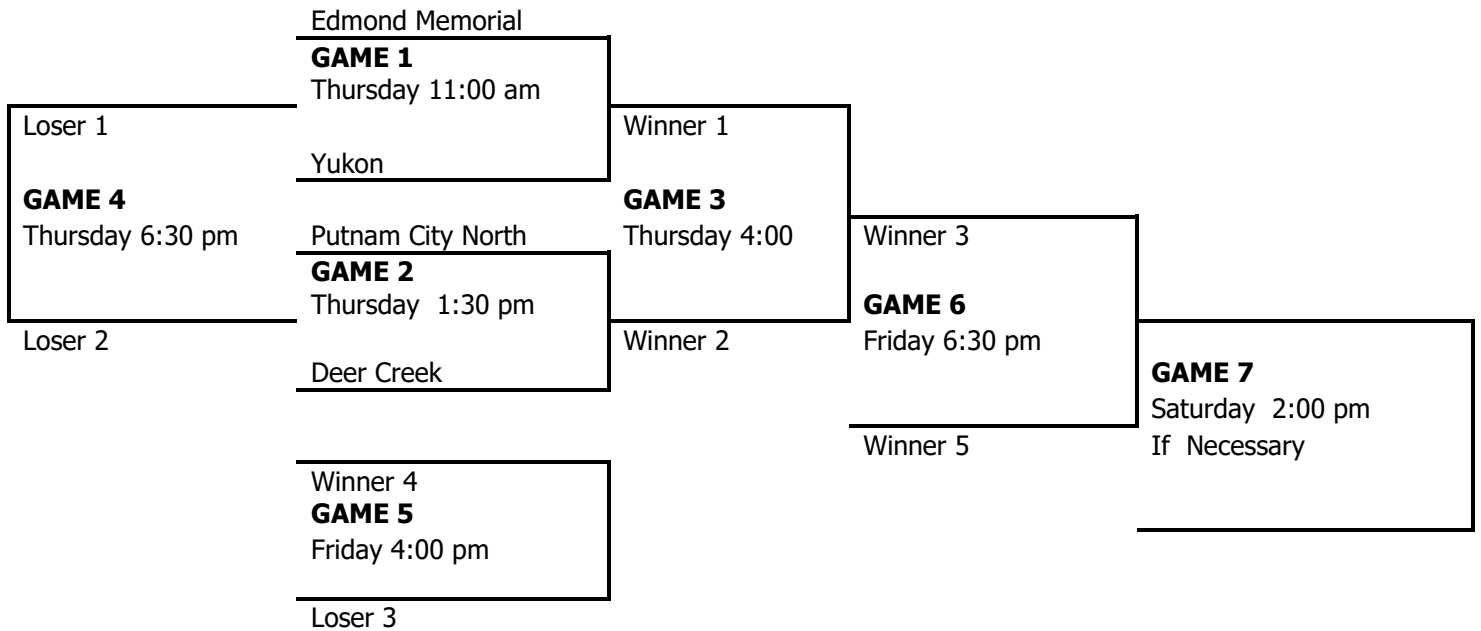 Edmond Memorial
GAME 1
Thursday 11:00 am
Loser 1
Winner 1
Yukon
GAME 4
GAME 3
Thursday 6:30 pm
Putnam City North
Thursday 4:00
Winner 3
GAME 2
Thursday 1:30 pm
GAME 6
Loser 2
Winner 2
Friday 6:30 pm
Deer Creek
GAME 7
Saturday 2:00 pm
Winner 5
If Necessary
Winner 4
GAME 5
Friday 4:00 pm
Loser 3